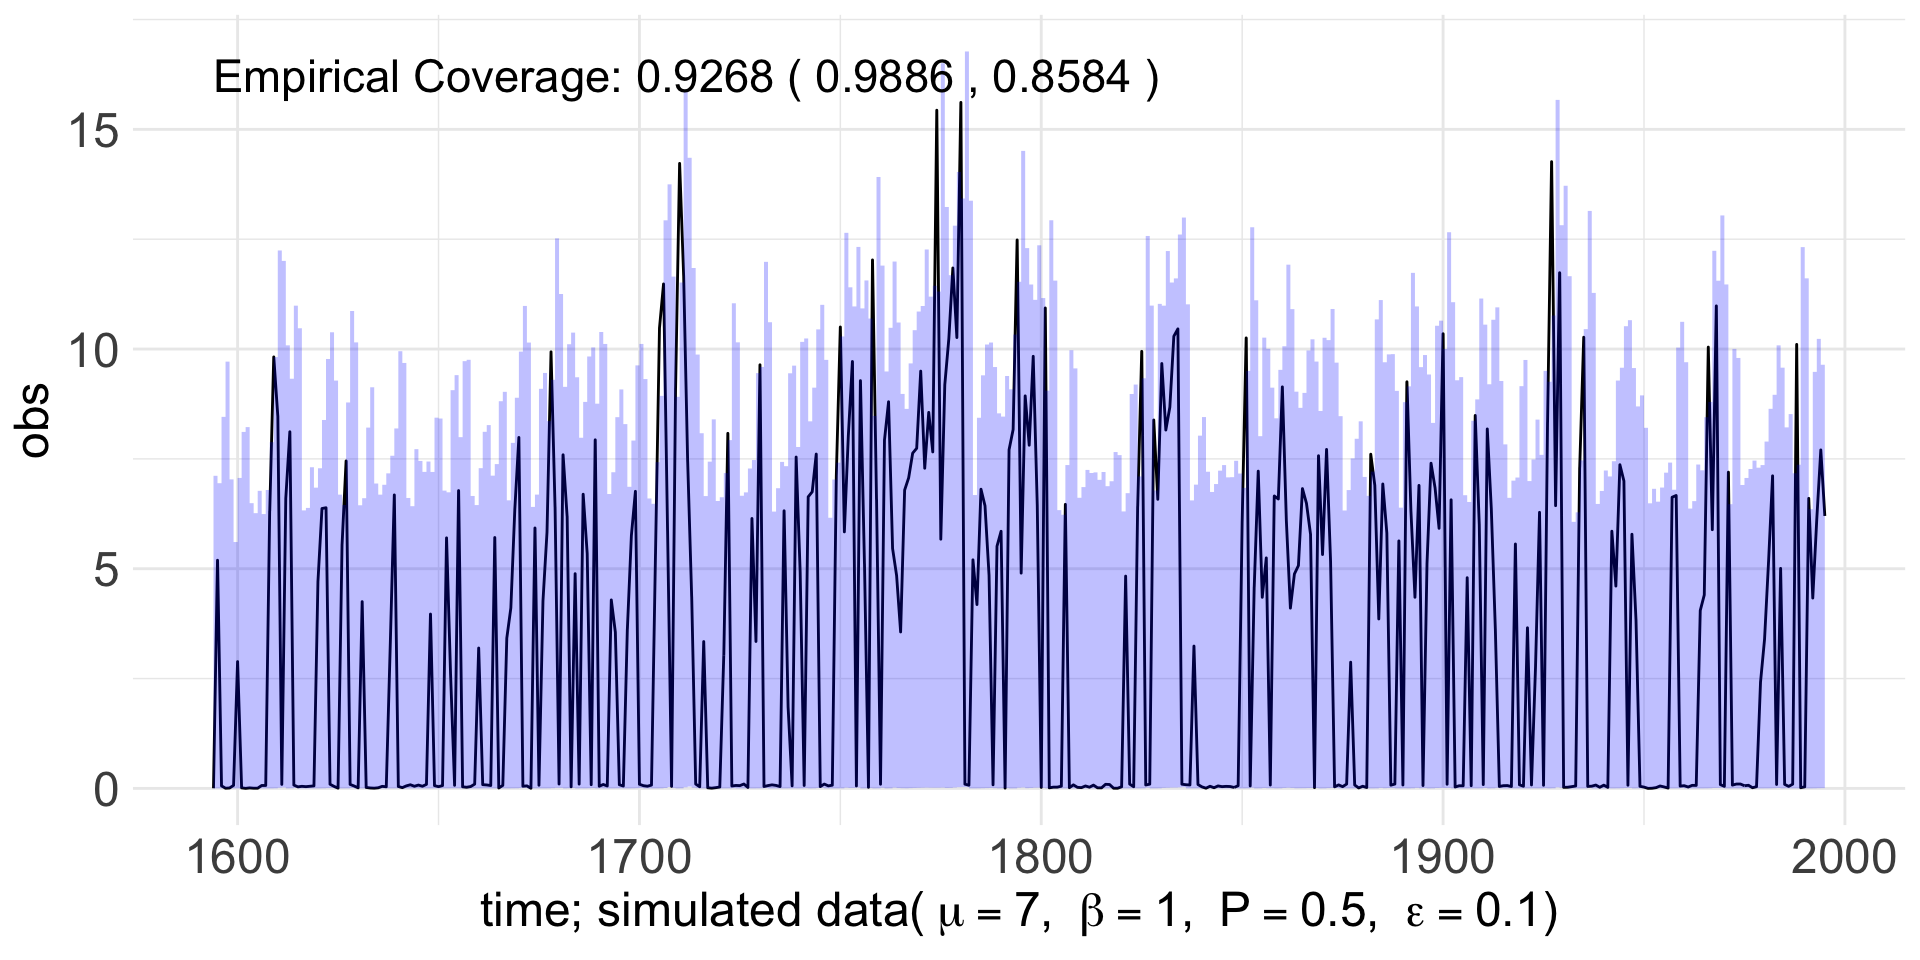 Empirical Coverage: 0.9268 ( 0.9886 , 0.8584 )
15
10
5
0
obs
1600 1700 1800 1900 2000
time; simulated data( μ = 7, β = 1, P = 0.5, ε = 0.1)